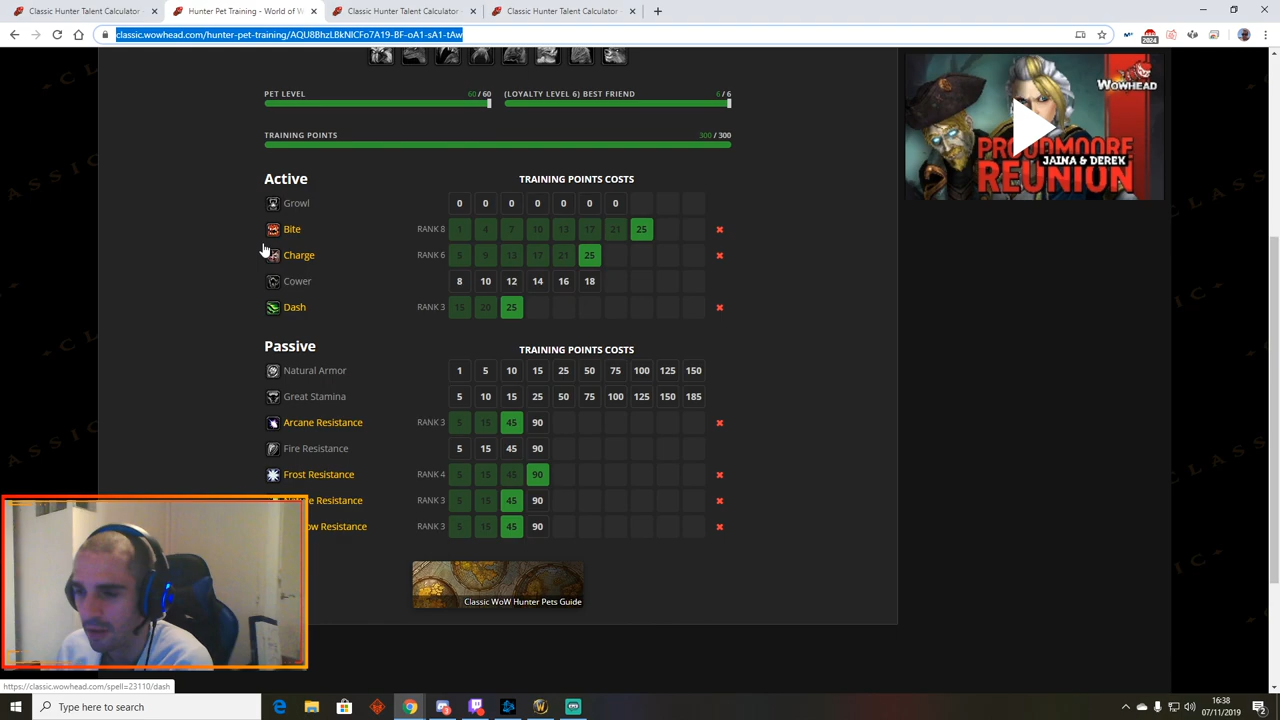 Hunter Talent Calculator -
Hunter Pet Training - World of W
Classic Hunter Talent Calculator -
Classic Hunter Talent Calculator -
classic.wowhead.com/hunter-pet-training/AQU8BhzLBkNlCFo7A19-BF-oA1-sA1-tAw
2024
WOWHEAD
PROUDMOORE
JAINA & DEREK
REUNION
PET LEVEL 60 / 60 (LOYALTY LEVEL 6) BEST FRIEND 6 / 6
TRAINING POINTS 300 / 300
Active TRAINING POINTS COSTS
Growl 0 0 0 0 0 0 0
Bite RANK 8 1 4 7 10 13 17 21 25
Charge RANK 6 5 9 13 17 21 25
Cower 8 10 12 14 16 18
Dash RANK 3 15 20 25
Passive TRAINING POINTS COSTS
Natural Armor 1 5 10 15 25 50 75 100 125 150
Great Stamina 5 10 15 25 50 75 100 125 150 185
Arcane Resistance RANK 3 5 15 45 90
Fire Resistance 5 15 45 90
Frost Resistance RANK 4 5 15 45 90
Resistance RANK 3 5 15 45 90
ow Resistance RANK 3 5 15 45 90
Classic WoW Hunter Pets Guide
https://classic.wowhead.com/spell=23110/dash
Type here to search
16:38
07/11/2019
2